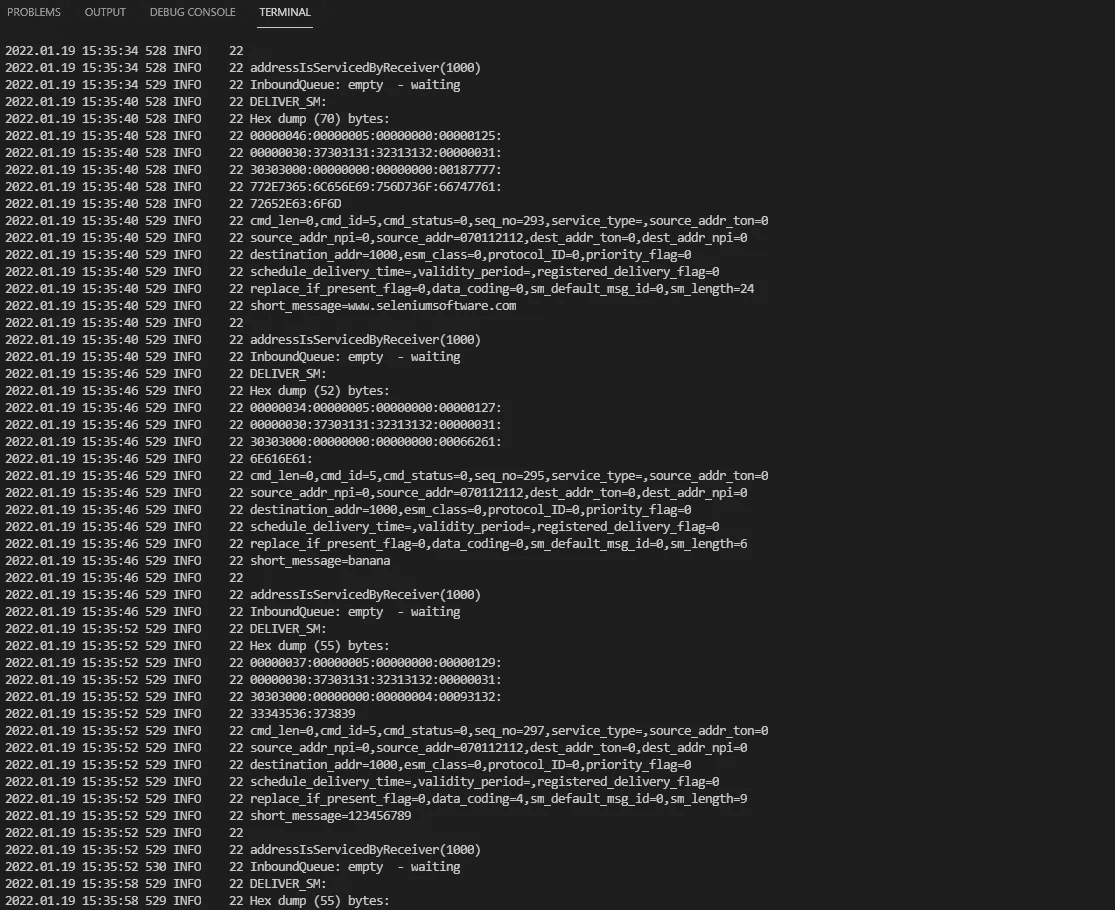 PROBLEMS OUTPUT DEBUG CONSOLE TERMINAL
2022.01.19 15:35:34 528 INFO 22
2022.01.19 15:35:34 528 INFO 22 addressIsServicedByReceiver(1000)
2022.01.19 15:35:34 529 INFO 22 InboundQueue: empty - waiting
2022.01.19 15:35:40 528 INFO 22 DELIVER_SM:
2022.01.19 15:35:40 528 INFO 22 Hex dump (70) bytes:
2022.01.19 15:35:40 528 INFO 22 00000046:00000005:00000000:00000125:
2022.01.19 15:35:40 528 INFO 22 00000030:37303131:32313132:00000031:
2022.01.19 15:35:40 528 INFO 22 30303000:00000000:00000000:00187777:
2022.01.19 15:35:40 528 INFO 22 772E7365:6C656E69:756D736F:66747761:
2022.01.19 15:35:40 528 INFO 22 72652E63:6F6D
2022.01.19 15:35:40 529 INFO 22 cmd_len=0,cmd_id=5,cmd_status=0,seq_no=293,service_type=,source_addr_ton=0
2022.01.19 15:35:40 529 INFO 22 source_addr_npi=0,source_addr=070112112,dest_addr_ton=0,dest_addr_npi=0
2022.01.19 15:35:40 529 INFO 22 destination_addr=1000,esm_class=0,protocol_ID=0,priority_flag=0
2022.01.19 15:35:40 529 INFO 22 schedule_delivery_time=,validity_period=,registered_delivery_flag=0
2022.01.19 15:35:40 529 INFO 22 replace_if_present_flag=0,data_coding=0,sm_default_msg_id=0,sm_length=24
2022.01.19 15:35:40 529 INFO 22 short_message=www.seleniumsoftware.com
2022.01.19 15:35:40 529 INFO 22
2022.01.19 15:35:40 529 INFO 22 addressIsServicedByReceiver(1000)
2022.01.19 15:35:40 529 INFO 22 InboundQueue: empty - waiting
2022.01.19 15:35:46 529 INFO 22 DELIVER_SM:
2022.01.19 15:35:46 529 INFO 22 Hex dump (52) bytes:
2022.01.19 15:35:46 529 INFO 22 00000034:00000005:00000000:00000127:
2022.01.19 15:35:46 529 INFO 22 00000030:37303131:32313132:00000031:
2022.01.19 15:35:46 529 INFO 22 30303000:00000000:00000000:00066261:
2022.01.19 15:35:46 529 INFO 22 6E616E61:
2022.01.19 15:35:46 529 INFO 22 cmd_len=0,cmd_id=5,cmd_status=0,seq_no=295,service_type=,source_addr_ton=0
2022.01.19 15:35:46 529 INFO 22 source_addr_npi=0,source_addr=070112112,dest_addr_ton=0,dest_addr_npi=0
2022.01.19 15:35:46 529 INFO 22 destination_addr=1000,esm_class=0,protocol_ID=0,priority_flag=0
2022.01.19 15:35:46 529 INFO 22 schedule_delivery_time=,validity_period=,registered_delivery_flag=0
2022.01.19 15:35:46 529 INFO 22 replace_if_present_flag=0,data_coding=0,sm_default_msg_id=0,sm_length=6
2022.01.19 15:35:46 529 INFO 22 short_message=banana
2022.01.19 15:35:46 529 INFO 22
2022.01.19 15:35:46 529 INFO 22 addressIsServicedByReceiver(1000)
2022.01.19 15:35:46 529 INFO 22 InboundQueue: empty - waiting
2022.01.19 15:35:52 529 INFO 22 DELIVER_SM:
2022.01.19 15:35:52 529 INFO 22 Hex dump (55) bytes:
2022.01.19 15:35:52 529 INFO 22 00000037:00000005:00000000:00000129:
2022.01.19 15:35:52 529 INFO 22 00000030:37303131:32313132:00000031:
2022.01.19 15:35:52 529 INFO 22 30303000:00000000:00000004:00093132:
2022.01.19 15:35:52 529 INFO 22 33343536:373839
2022.01.19 15:35:52 529 INFO 22 cmd_len=0,cmd_id=5,cmd_status=0,seq_no=297,service_type=,source_addr_ton=0
2022.01.19 15:35:52 529 INFO 22 source_addr_npi=0,source_addr=070112112,dest_addr_ton=0,dest_addr_npi=0
2022.01.19 15:35:52 529 INFO 22 destination_addr=1000,esm_class=0,protocol_ID=0,priority_flag=0
2022.01.19 15:35:52 529 INFO 22 schedule_delivery_time=,validity_period=,registered_delivery_flag=0
2022.01.19 15:35:52 529 INFO 22 replace_if_present_flag=0,data_coding=4,sm_default_msg_id=0,sm_length=9
2022.01.19 15:35:52 529 INFO 22 short_message=123456789
2022.01.19 15:35:52 529 INFO 22
2022.01.19 15:35:52 529 INFO 22 addressIsServicedByReceiver(1000)
2022.01.19 15:35:52 530 INFO 22 InboundQueue: empty - waiting
2022.01.19 15:35:58 529 INFO 22 DELIVER_SM:
2022.01.19 15:35:58 529 INFO 22 Hex dump (55) bytes: